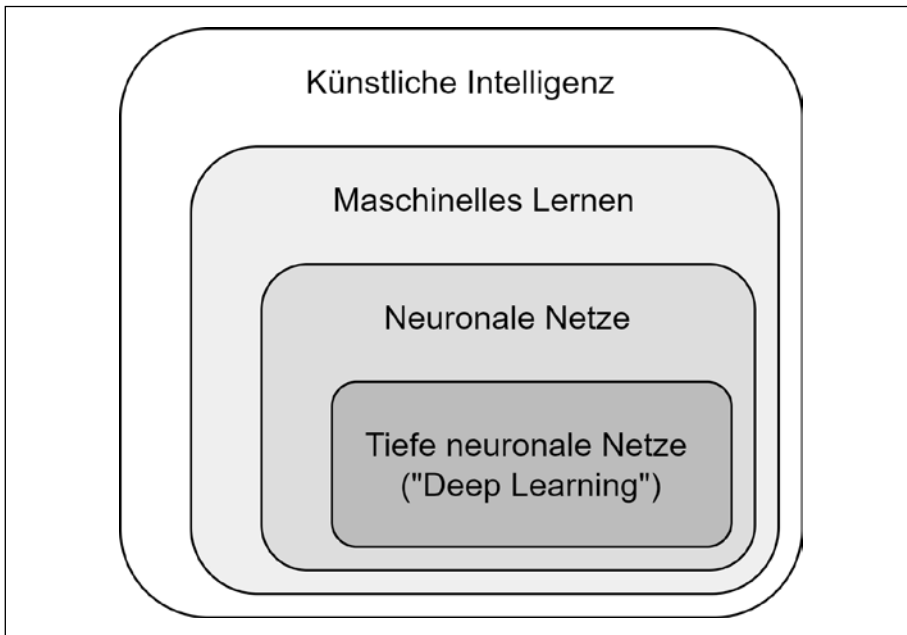 Künstliche Intelligenz
Maschinelles Lernen
Neuronale Netze
Tiefe neuronale Netze
("Deep Learning")